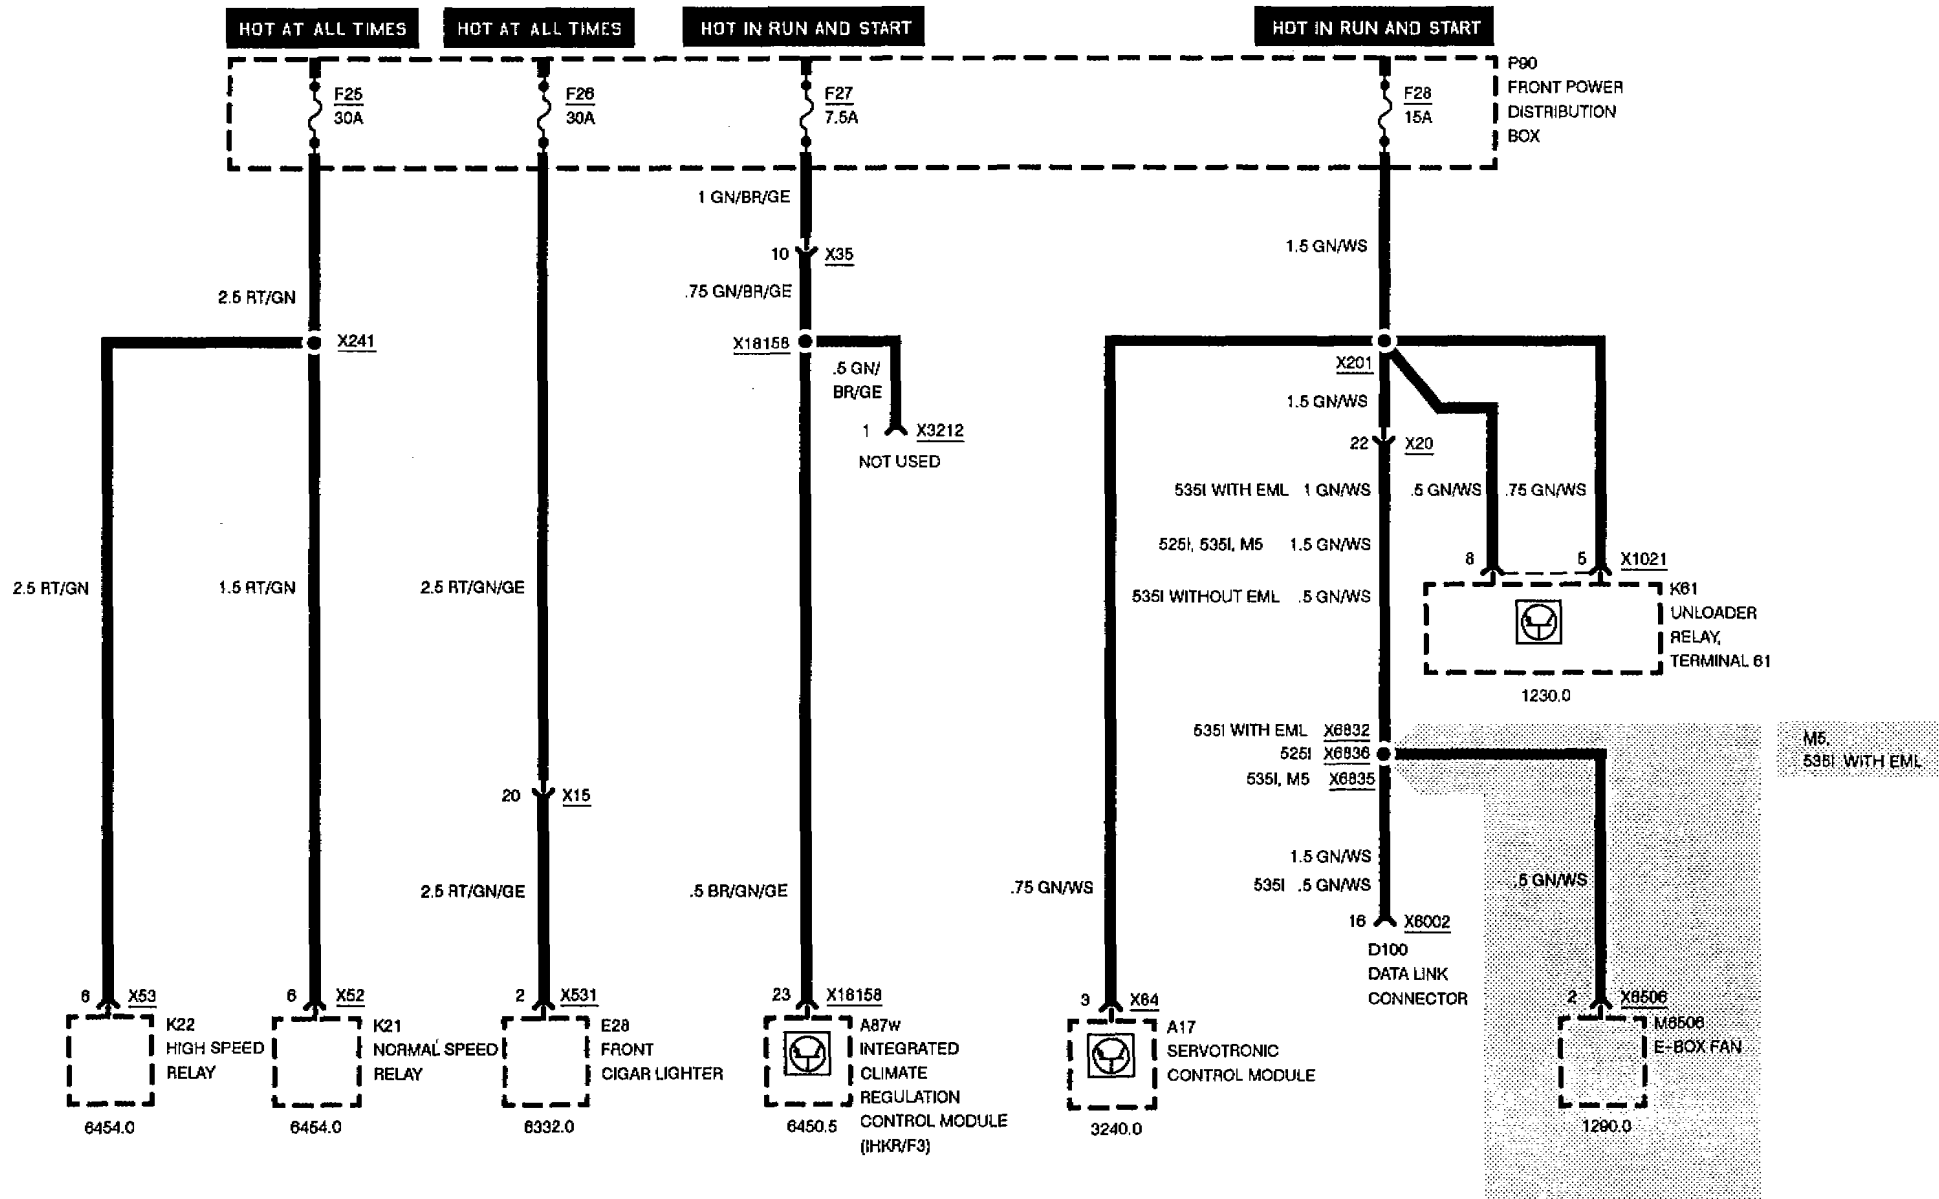 HOT AT ALL TIMES
HOT AT ALL TIMES
HOT IN RUN AND START
HOT IN RUN AND START
P90
FRONT POWER
DISTRIBUTION
BOX
F25
30A
F26
30A
F27
7.5A
F28
15A
1 GN/BR/GE
10
X35
.75 GN/BR/GE
1.5 GN/WS
2.5 RT/GN
X241
X18158
.5 GN/
BR/GE
1
X3212
NOT USED
X201
1.5 GN/WS
22
X20
535I WITH EML
1 GN/WS
.5 GN/WS
.75 GN/WS
525I, 535I, M5
1.5 GN/WS
535I WITHOUT EML
.5 GN/WS
8
5
X1021
K61
UNLOADER
RELAY,
TERMINAL 61
1230.0
2.5 RT/GN
1.5 RT/GN
2.5 RT/GN/GE
535I WITH EML
X6832
525I
X6836
535I, M5
X6835
M5,
535I WITH EML
20
X15
2.5 RT/GN/GE
.5 BR/GN/GE
.75 GN/WS
1.5 GN/WS
535I
.5 GN/WS
.5 GN/WS
16
X6002
D100
DATA LINK
CONNECTOR
6
X53
K22
HIGH SPEED
RELAY
6454.0
6
X52
K21
NORMAL SPEED
RELAY
6454.0
2
X531
E28
FRONT
CIGAR LIGHTER
6332.0
23
X18158
A87w
INTEGRATED
CLIMATE
REGULATION
CONTROL MODULE
(IHKR/F3)
6450.5
3
X64
A17
SERVOTRONIC
CONTROL MODULE
3240.0
2
X6506
M6506
E-BOX FAN
1290.0